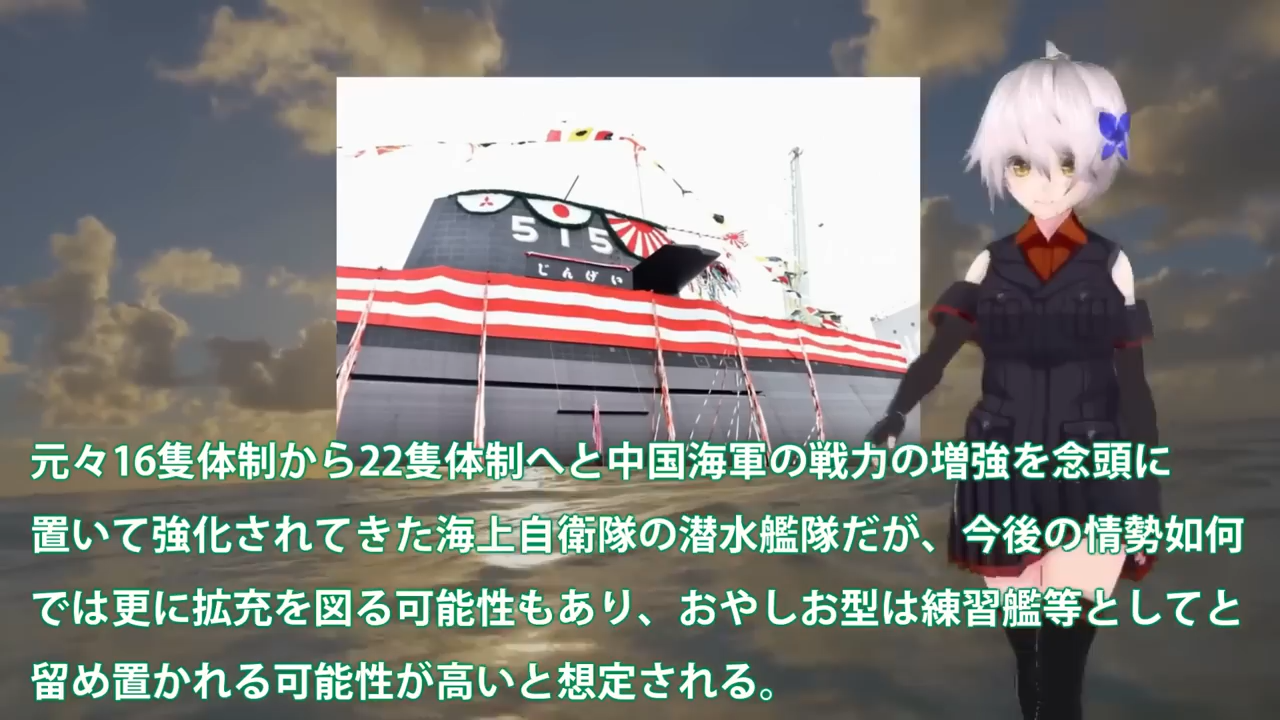 515
じんげい
元々16隻体制から22隻体制へと中国海軍の戦力の増強を念頭に
置いて強化されてきた海上自衛隊の潜水艦隊だが、今後の情勢如何
では更に拡充を図る可能性もあり、おやしお型は練習艦等としてと
留め置かれる可能性が高いと想定される。